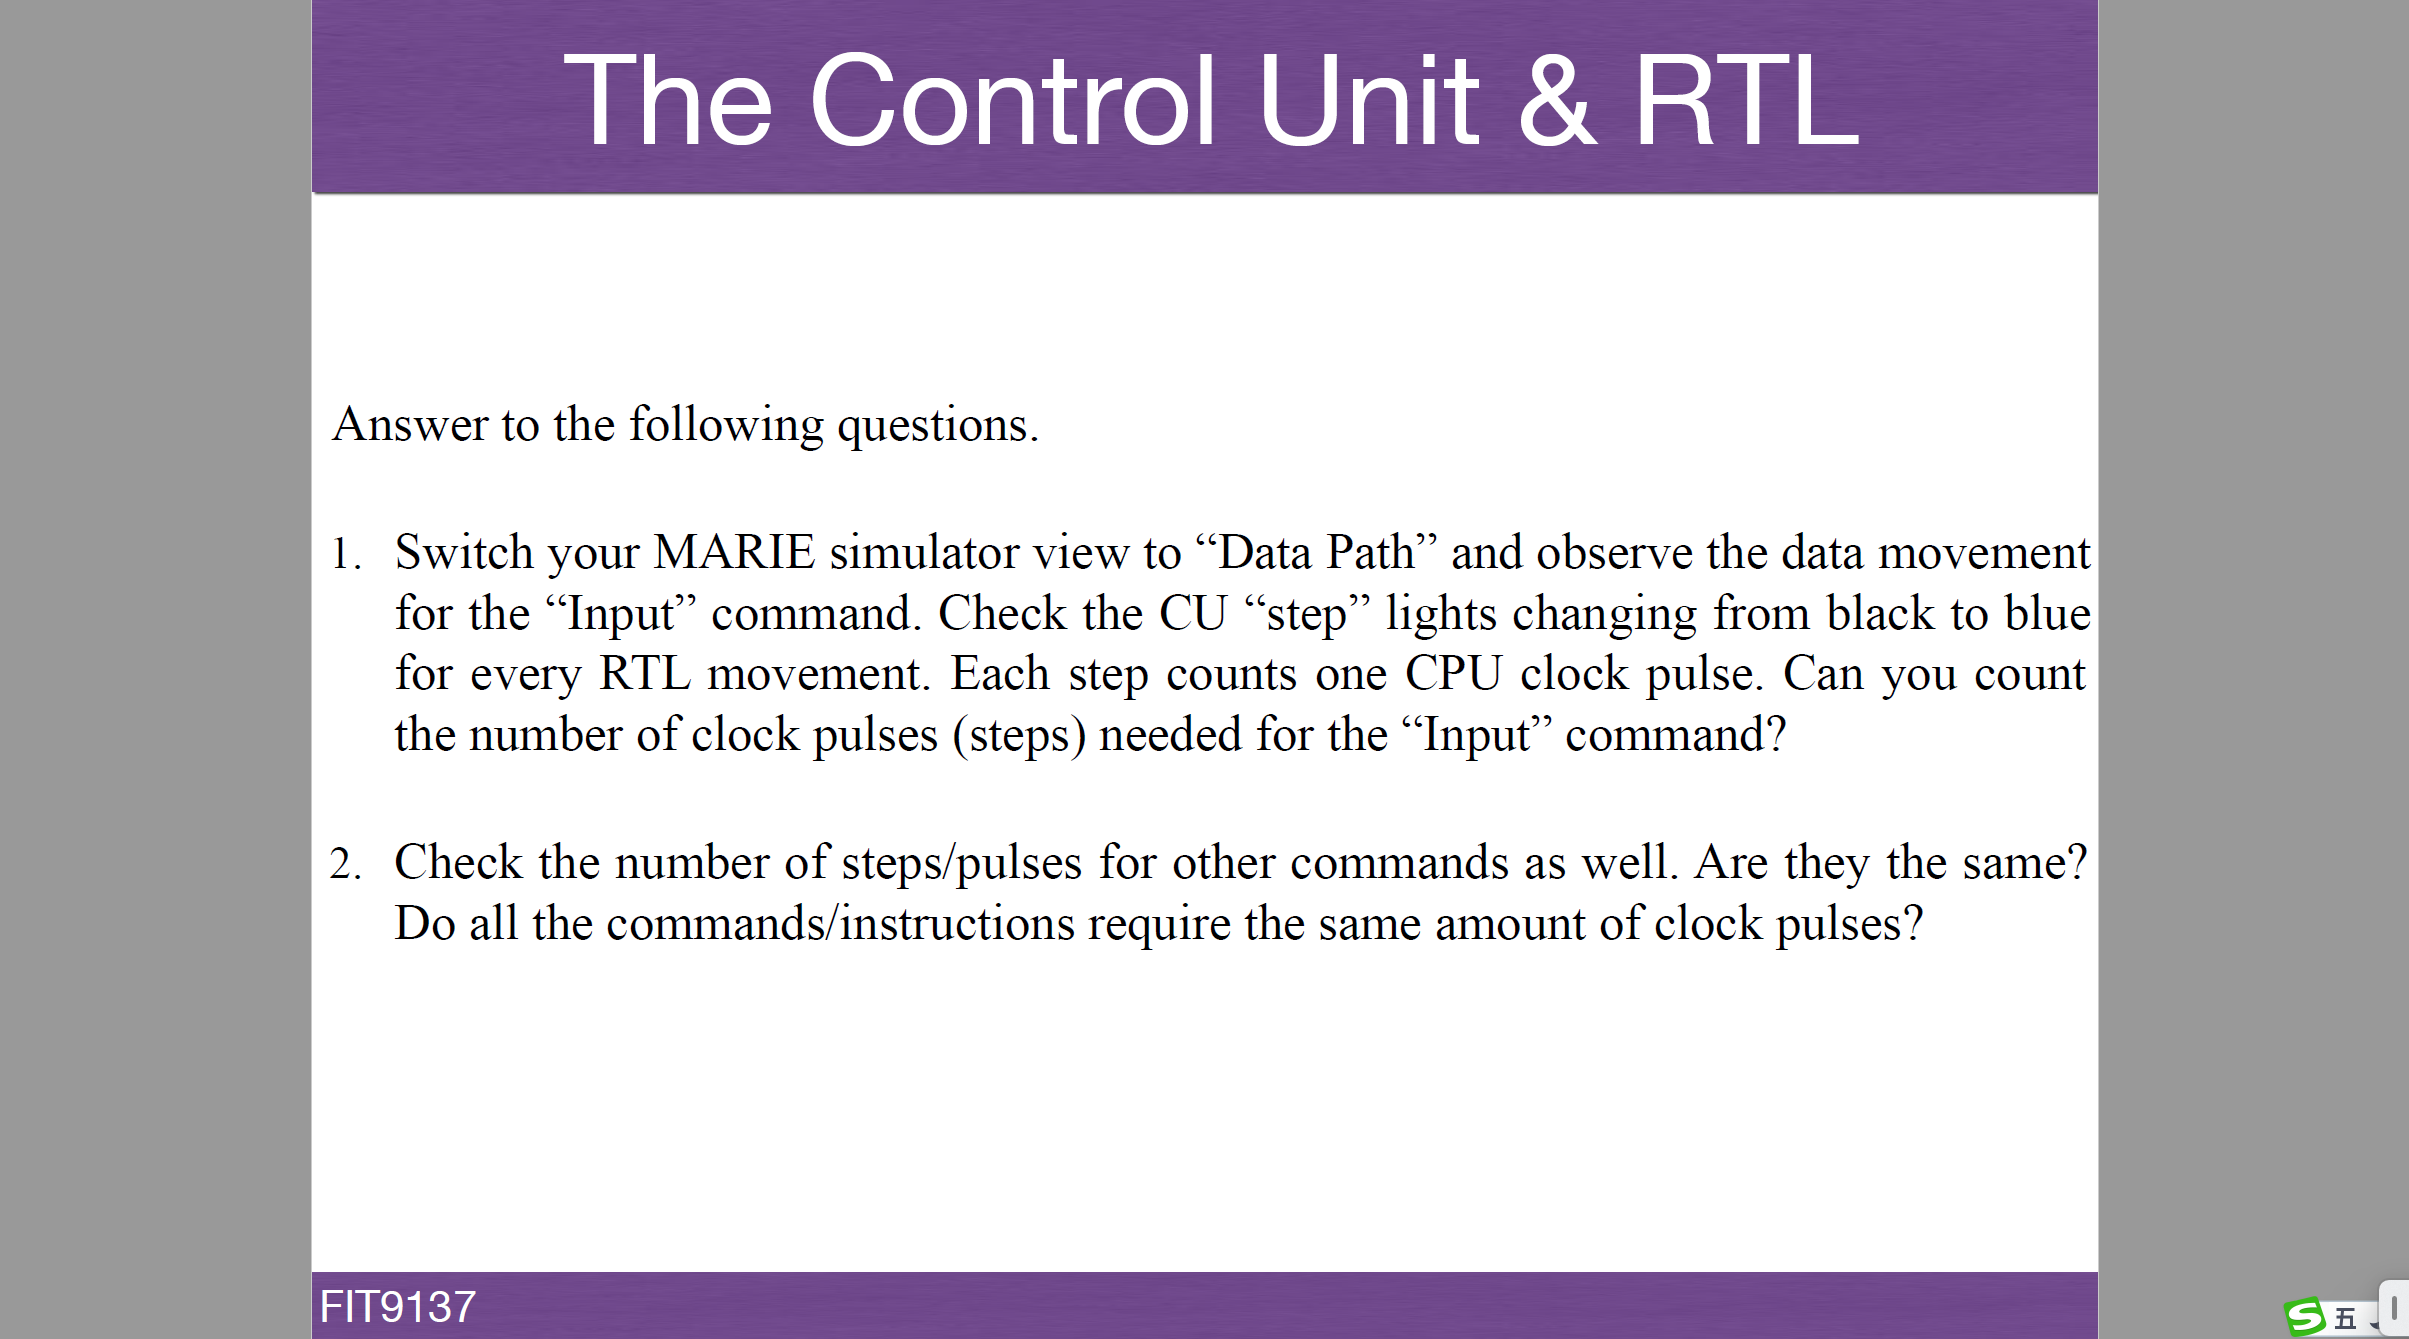 The Control Unit & RTL
Answer to the following questions.
1. Switch your MARIE simulator view to “Data Path” and observe the data movement
for the “Input” command. Check the CU “step” lights changing from black to blue
for every RTL movement. Each step counts one CPU clock pulse. Can you count
the number of clock pulses (steps) needed for the “Input” command?
2. Check the number of steps/pulses for other commands as well. Are they the same?
Do all the commands/instructions require the same amount of clock pulses?
FIT9137
S 五